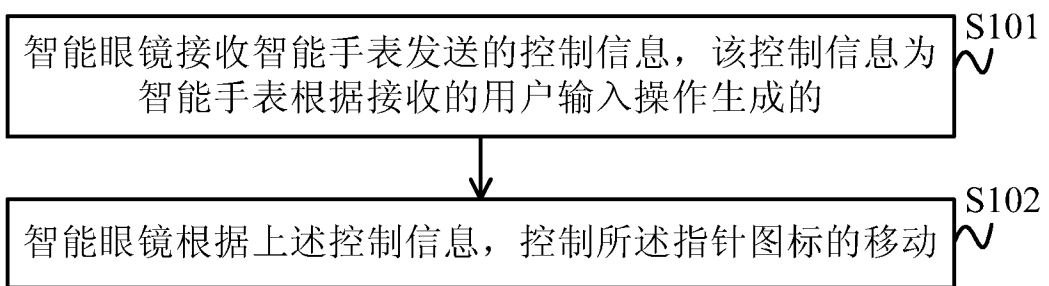 S101
智能眼镜接收智能手表发送的控制信息，该控制信息为
智能手表根据接收的用户输入操作生成的
S102
智能眼镜根据上述控制信息，控制所述指针图标的移动